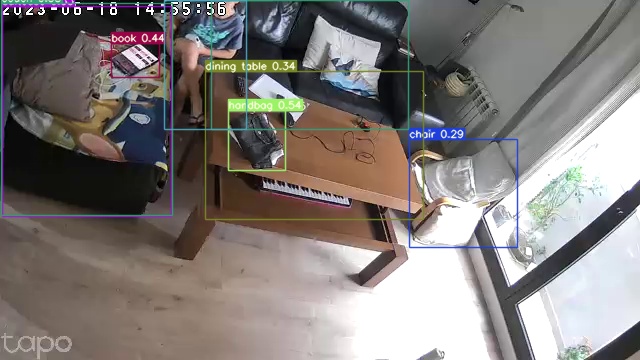 2023-06-18 14:55:56
book 0.44
dining table 0.34
handbag 0.54
chair 0.29
tapo